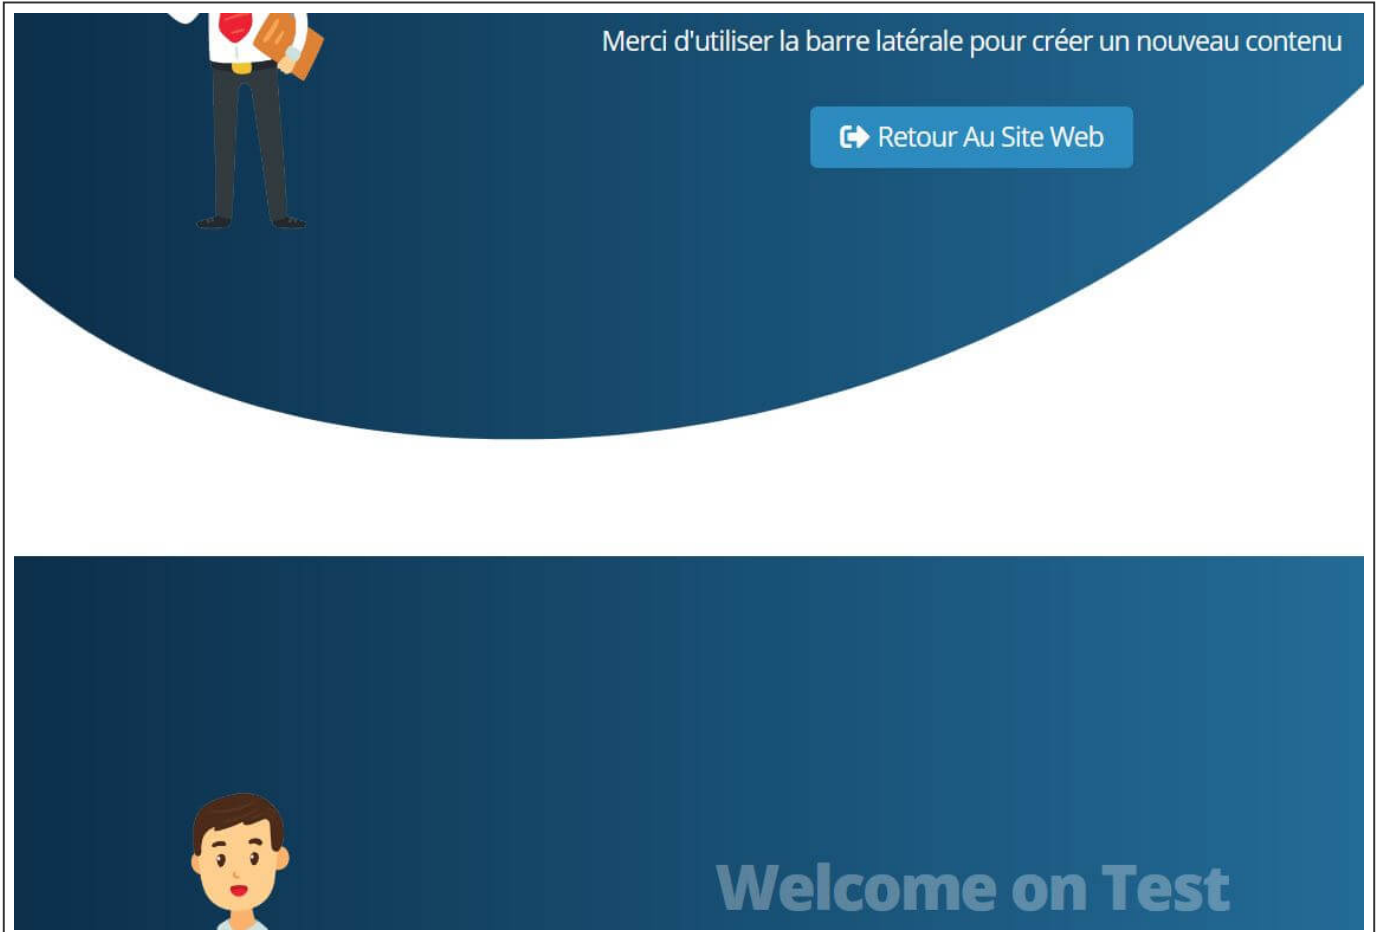 Merci d'utiliser la barre latérale pour créer un nouveau contenu
Retour Au Site Web
Welcome on Test